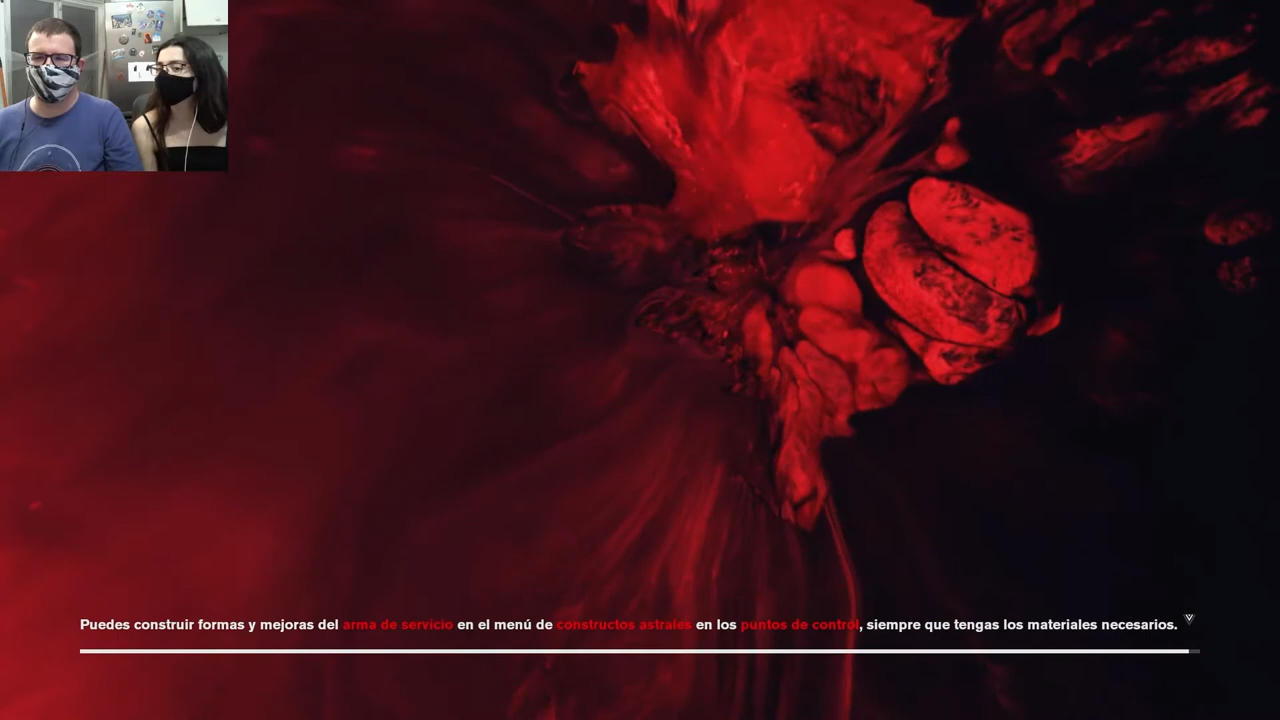 Puedes construir formas y mejoras del arma de servicio en el menú de constructos astrales en los puntos de control, siempre que tengas los materiales necesarios.